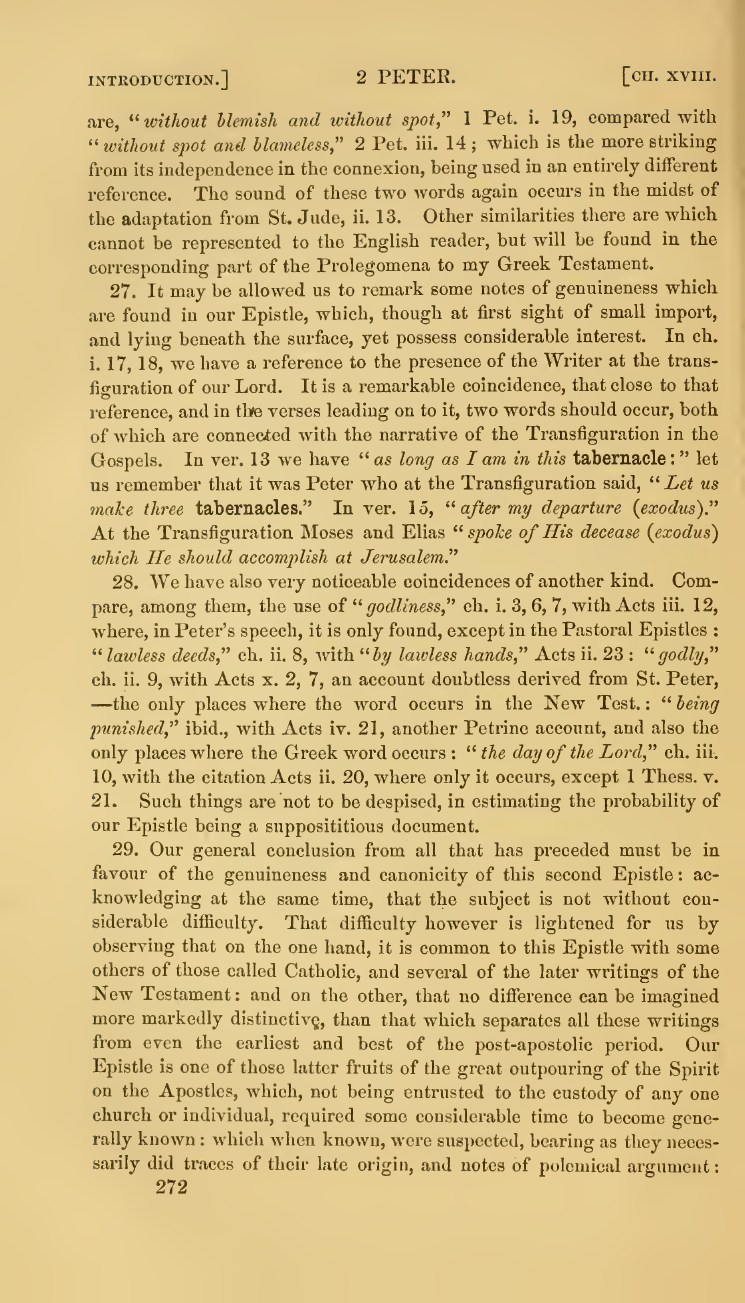 INTRODUCTION.] 2 PETER. [CH. XVIII.
are, “without blemish and without spot,” 1 Pet. i. 19, compared with
“without spot and blameless,” 2 Pet. iii. 14; which is the more striking
from its independence in the connexion, being used in an entirely different
reference. The sound of these two words again occurs in the midst of
the adaptation from St. Jude, ii. 13. Other similarities there are which
cannot be represented to the English reader, but will be found in the
corresponding part of the Prolegomena to my Greek Testament.
27. It may be allowed us to remark some notes of genuineness which
are found in our Epistle, which, though at first sight of small import,
and lying beneath the surface, yet possess considerable interest. In ch.
i. 17, 18, we have a reference to the presence of the Writer at the trans-
figuration of our Lord. It is a remarkable coincidence, that close to that
reference, and in the verses leading on to it, two words should occur, both
of which are connected with the narrative of the Transfiguration in the
Gospels. In ver. 13 we have “as long as I am in this tabernacle:” let
us remember that it was Peter who at the Transfiguration said, “Let us
make three tabernacles.” In ver. 15, “after my departure (exodus).”
At the Transfiguration Moses and Elias “spoke of His decease (exodus)
which He should accomplish at Jerusalem.”
28. We have also very noticeable coincidences of another kind. Com-
pare, among them, the use of “godliness,” ch. i. 3, 6, 7, with Acts iii. 12,
where, in Peter's speech, it is only found, except in the Pastoral Epistles:
“lawless deeds,” ch. ii. 8, with “by lawless hands,” Acts ii. 23: “godly,”
ch. ii. 9, with Acts x. 2, 7, an account doubtless derived from St. Peter,
—the only places where the word occurs in the New Test.: “being
punished,” ibid., with Acts iv. 21, another Petrine account, and also the
only places where the Greek word occurs: “the day of the Lord,” ch. iii.
10, with the citation Acts ii. 20, where only it occurs, except 1 Thess. v.
21. Such things are not to be despised, in estimating the probability of
our Epistle being a supposititious document.
29. Our general conclusion from all that has preceded must be in
favour of the genuineness and canonicity of this second Epistle: ac-
knowledging at the same time, that the subject is not without con-
siderable difficulty. That difficulty however is lightened for us by
observing that on the one hand, it is common to this Epistle with some
others of those called Catholic, and several of the later writings of the
New Testament: and on the other, that no difference can be imagined
more markedly distinctive, than that which separates all these writings
from even the earliest and best of the post-apostolic period. Our
Epistle is one of those latter fruits of the great outpouring of the Spirit
on the Apostles, which, not being entrusted to the custody of any one
church or individual, required some considerable time to become gene-
rally known: which when known, were suspected, bearing as they neces-
sarily did traces of their late origin, and notes of polemical argument:
272